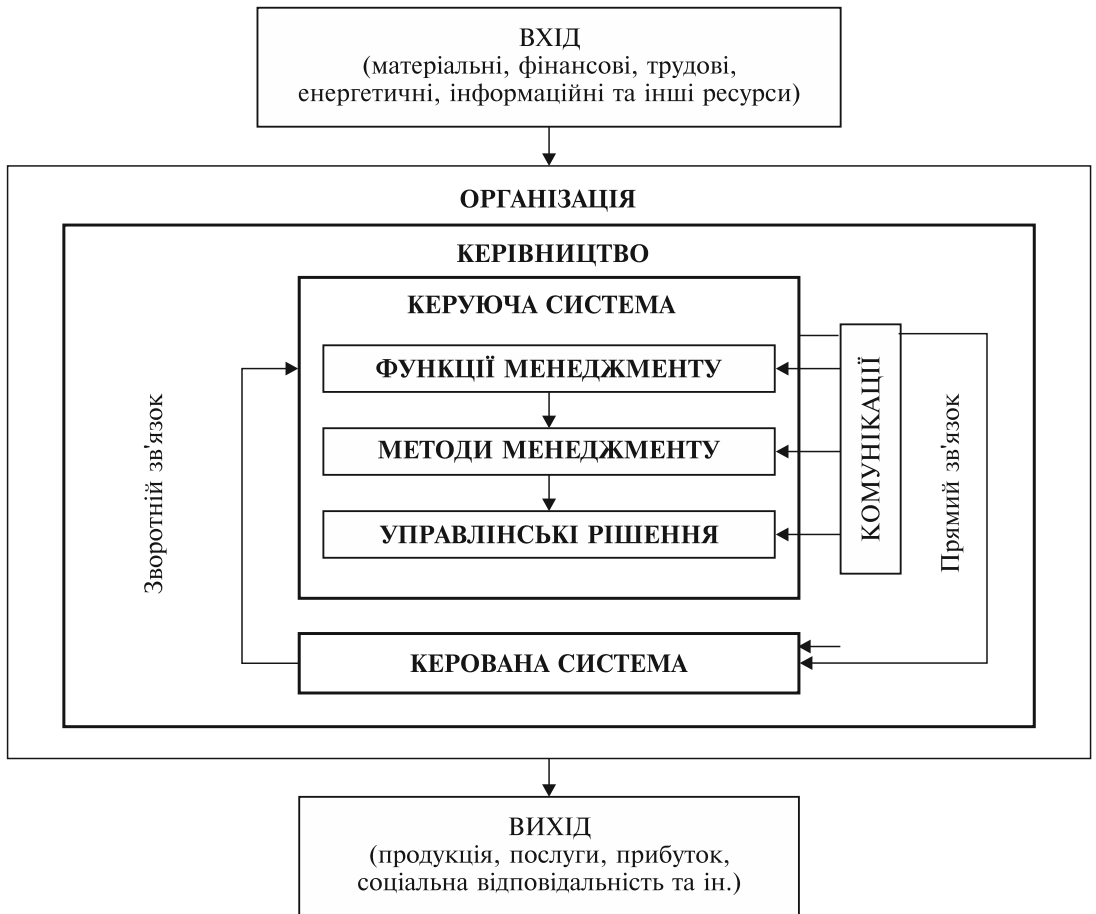 ВХІД
(матеріальні, фінансові, трудові,
енергетичні, інформаційні та інші ресурси)
ОРГАНІЗАЦІЯ
КЕРІВНИЦТВО
КЕРУЮЧА СИСТЕМА
ФУНКЦІЇ МЕНЕДЖМЕНТУ
МЕТОДИ МЕНЕДЖМЕНТУ
УПРАВЛІНСЬКІ РІШЕННЯ
КОМУНІКАЦІЇ
Зворотній зв'язок
Прямий зв'язок
КЕРОВАНА СИСТЕМА
ВИХІД
(продукція, послуги, прибуток,
соціальна відповідальність та ін.)